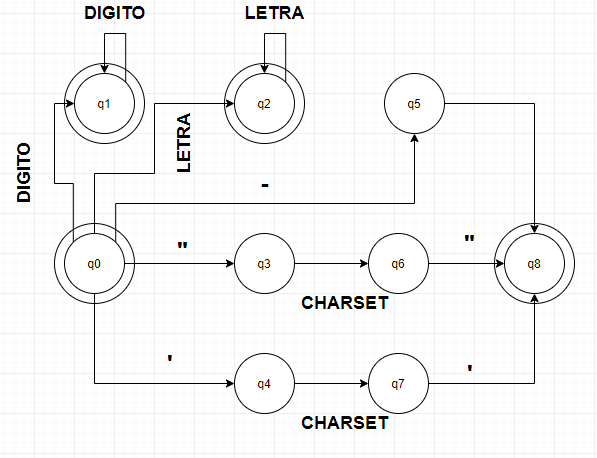 DIGITO
LETRA
q1
q2
q5
DIGITO
LETRA
-
q0
"
q3
q6
"
q8
CHARSET
'
q4
q7
'
CHARSET